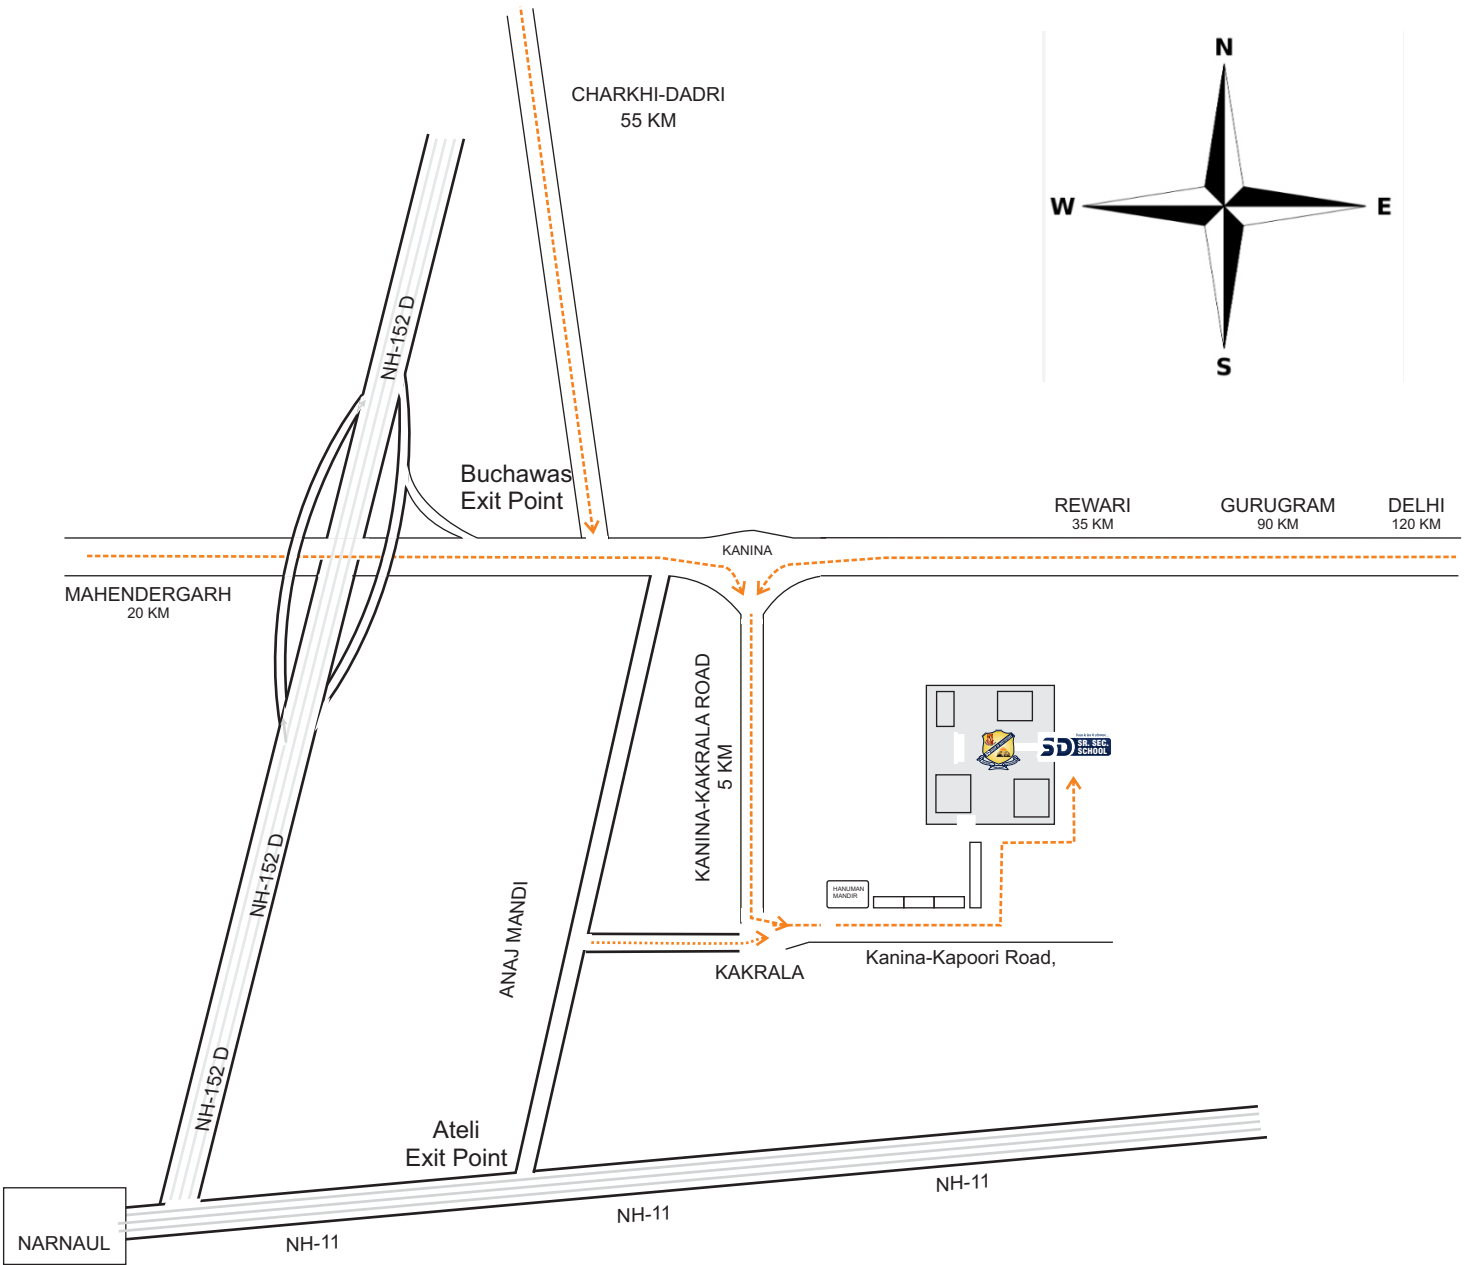 N
CHARKHI-DADRI
55 KM
W
E
S
NH-152 D
Buchawas
Exit Point
REWARI
35 KM
GURUGRAM
90 KM
DELHI
120 KM
KANINA
MAHENDERGARH
20 KM
KANINA-KAKRALA ROAD
5 KM
SD SR. SEC.
SCHOOL
NH-152 D
HANUMAN
MANDIR
ANAJ MANDI
Kanina-Kapoori Road,
KAKRALA
NH-152 D
Ateli
Exit Point
NH-11
NH-11
NARNAUL
NH-11